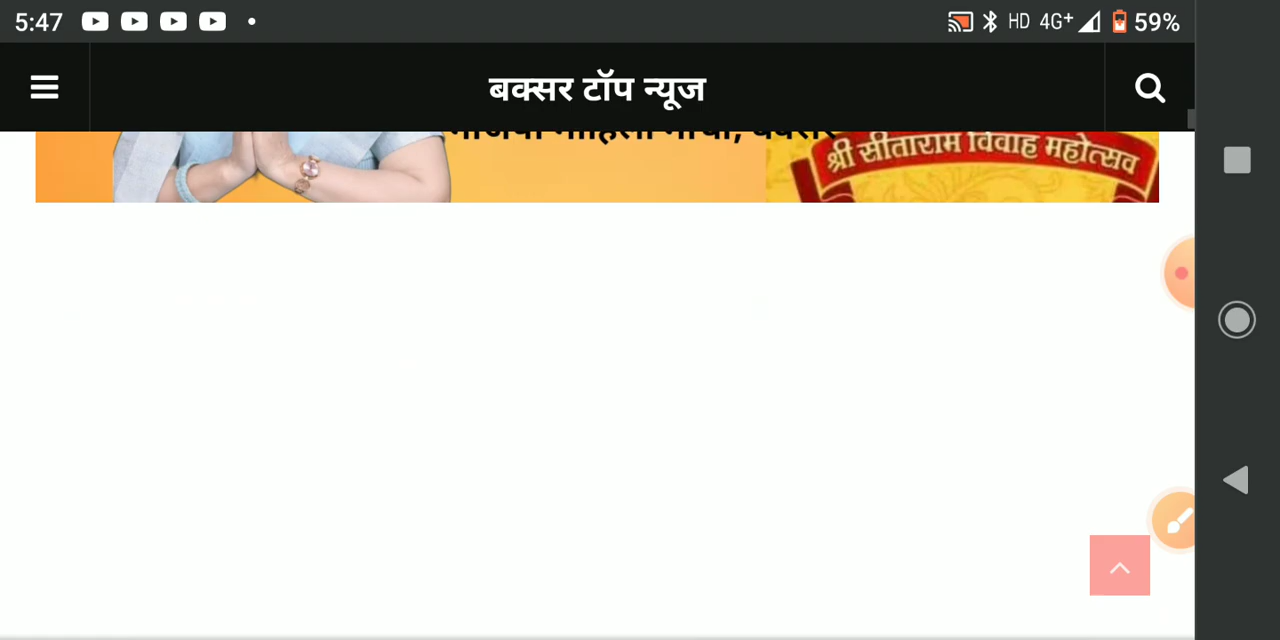 5:47 HD 4G+ 59%
बक्सर टॉप न्यूज
श्री सीताराम विवाह महोत्सव